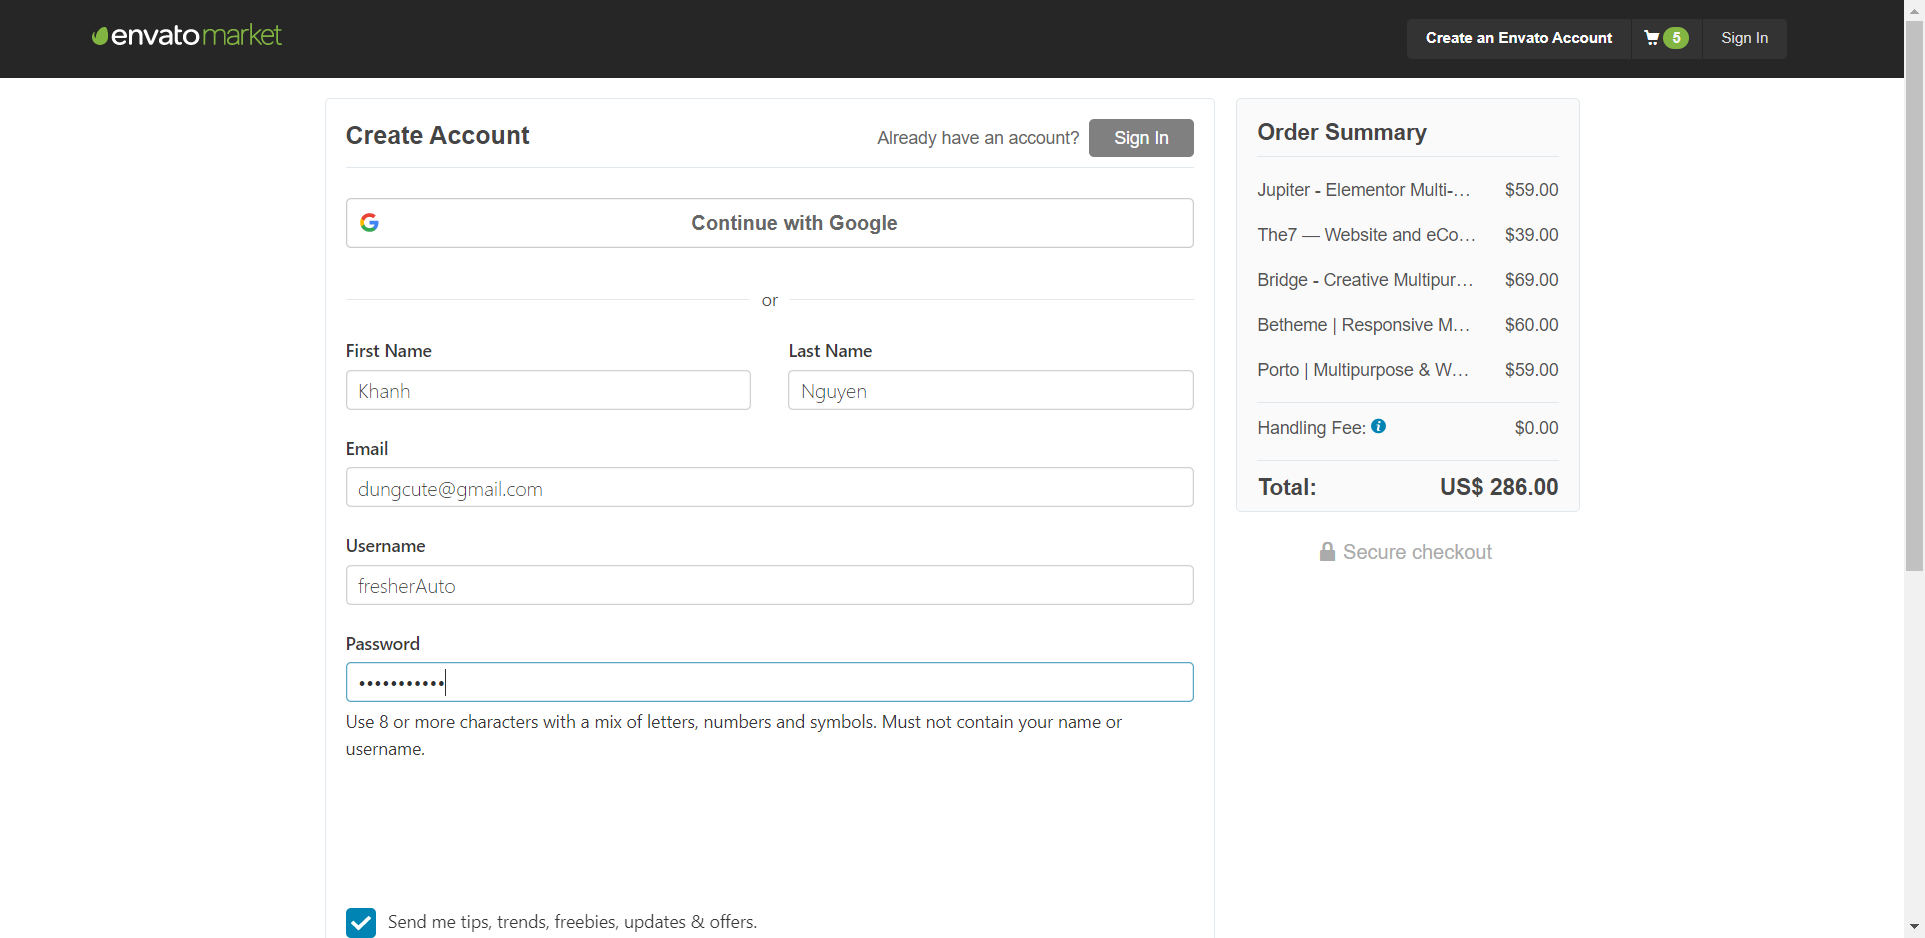 envatomarket
Create an Envato Account
5
Sign In
Create Account
Already have an account?
Sign In
Continue with Google
or
First Name
Last Name
Khanh
Nguyen
Email
dungcute@gmail.com
Username
fresherAuto
Password
•••••••••••
Use 8 or more characters with a mix of letters, numbers and symbols. Must not contain your name or
username.
Send me tips, trends, freebies, updates & offers.
Order Summary
Jupiter - Elementor Multi-... $59.00
The7 — Website and eCo... $39.00
Bridge - Creative Multipur... $69.00
Betheme | Responsive M... $60.00
Porto | Multipurpose & W... $59.00
Handling Fee: $0.00
Total: US$ 286.00
Secure checkout